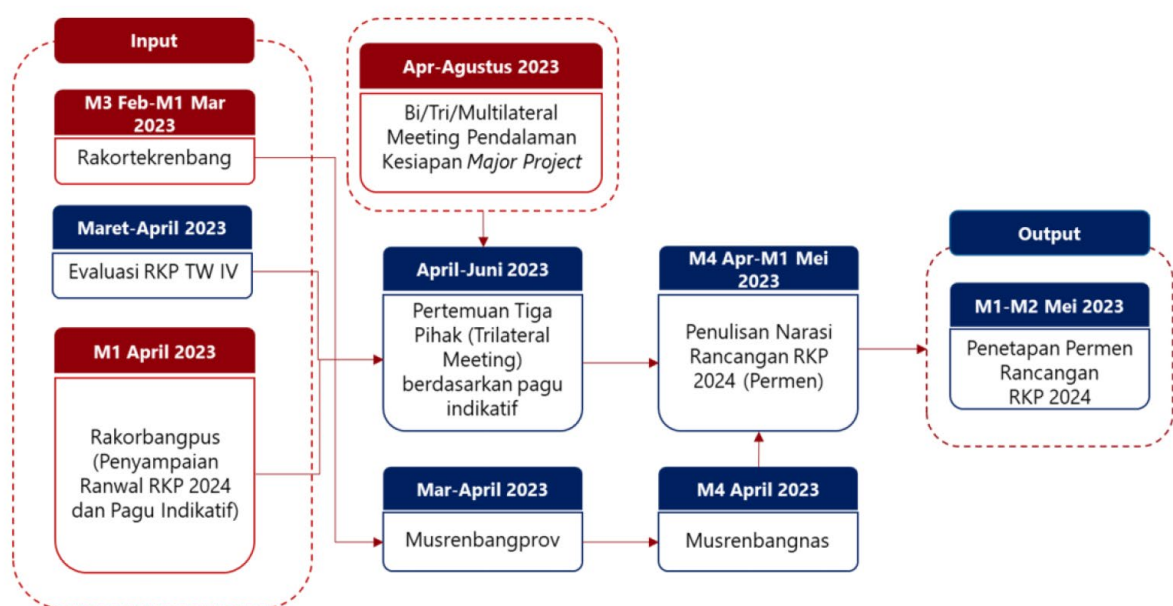 Input
M3 Feb-M1 Mar
2023
Rakortekrenbang
Maret-April 2023
Evaluasi RKP TW IV
M1 April 2023
Rakorbangpus
(Penyampaian
Ranwal RKP 2024
dan Pagu Indikatif)
Apr-Agustus 2023
Bi/Tri/Multilateral
Meeting Pendalaman
Kesiapan Major Project
April-Juni 2023
Pertemuan Tiga
Pihak (Trilateral
Meeting)
berdasarkan pagu
indikatif
Mar-April 2023
Musrenbangprov
M4 Apr-M1 Mei
2023
Penulisan Narasi
Rancangan RKP
2024 (Permen)
M4 April 2023
Musrenbangnas
Output
M1-M2 Mei 2023
Penetapan Permen
Rancangan
RKP 2024